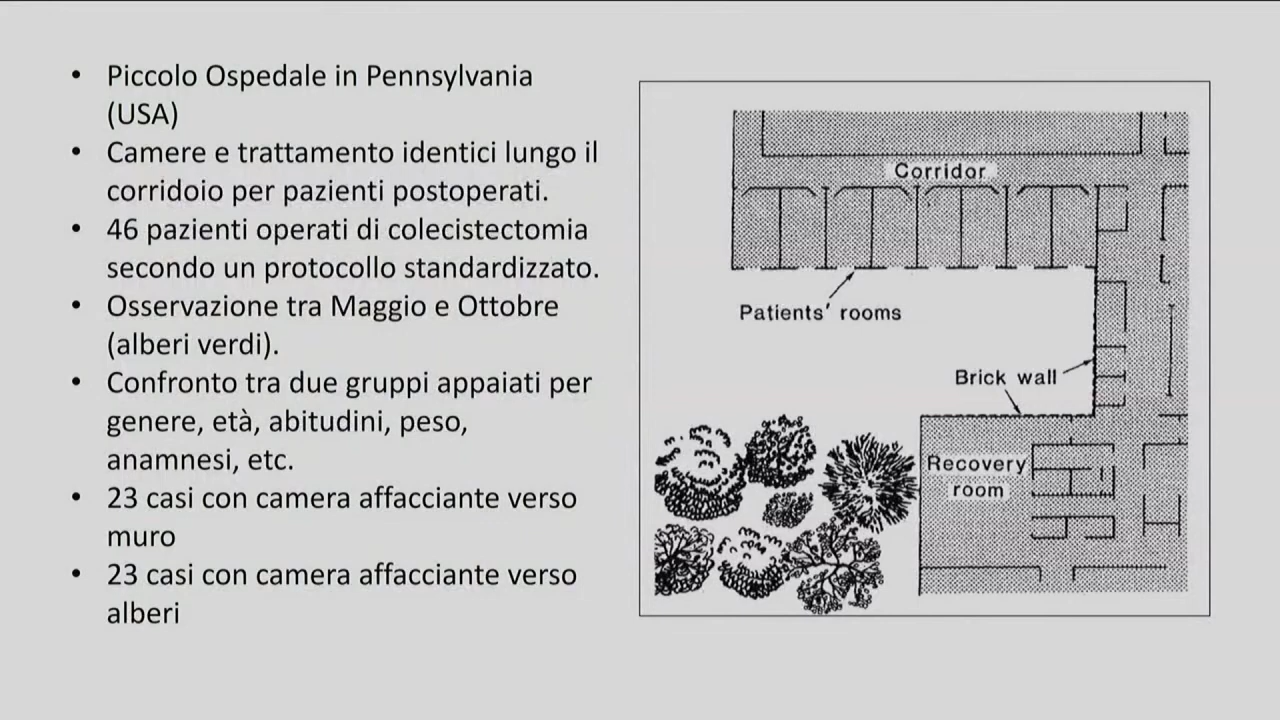 • Piccolo Ospedale in Pennsylvania
(USA)
• Camere e trattamento identici lungo il
corridoio per pazienti postoperati.
• 46 pazienti operati di colecistectomia
secondo un protocollo standardizzato.
• Osservazione tra Maggio e Ottobre
(alberi verdi).
• Confronto tra due gruppi appaiati per
genere, età, abitudini, peso,
anamnesi, etc.
• 23 casi con camera affacciante verso
muro
• 23 casi con camera affacciante verso
alberi
Corridor
Patients' rooms
Brick wall
Recovery
room